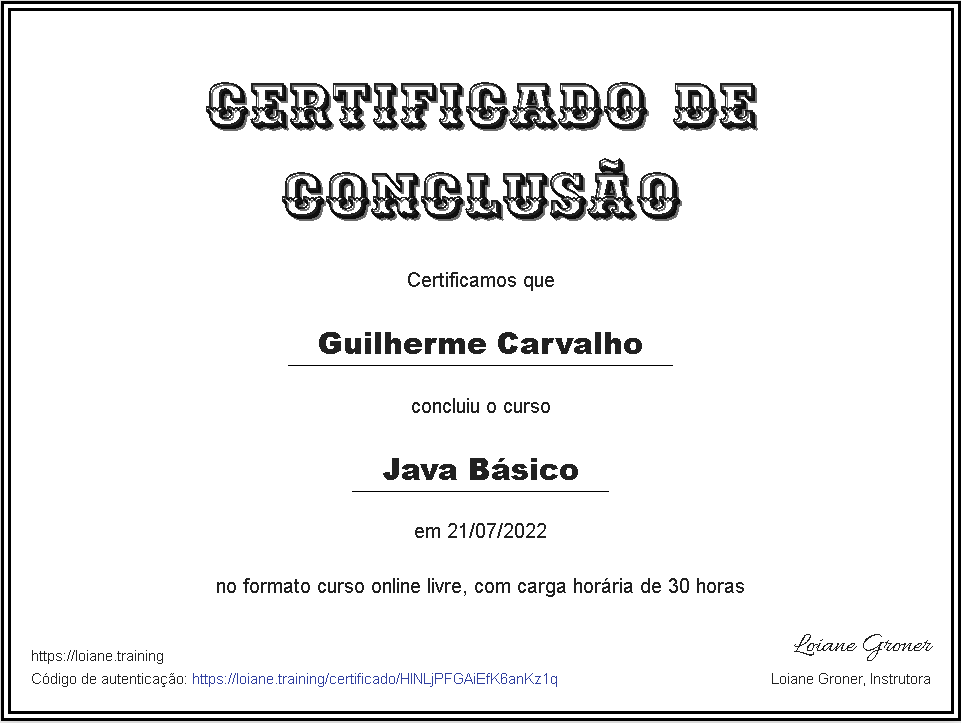 CERTIFICADO DE
CONCLUSÃO
Certificamos que
Guilherme Carvalho
concluiu o curso
Java Básico
em 21/07/2022
no formato curso online livre, com carga horária de 30 horas
Loiane Groner
https://loiane.training
Código de autenticação: https://loiane.training/certificado/HlNLjPFGAiEfK6anKz1q
Loiane Groner, Instrutora